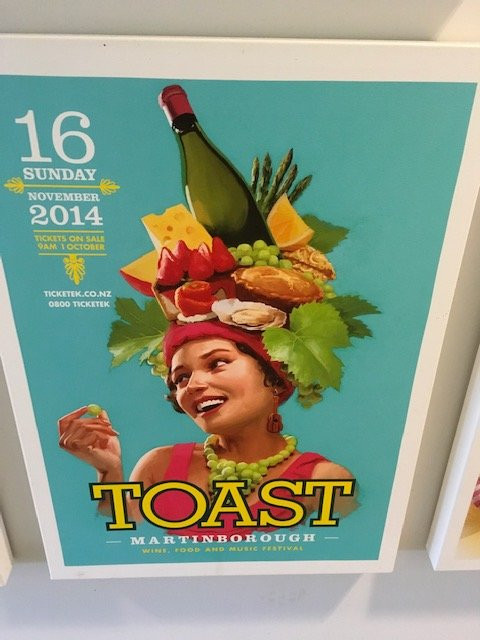 16
SUNDAY
NOVEMBER
2014
TICKETS ON SALE
9AM 1 OCTOBER
TICKETEK.CO.NZ
0800 TICKETEK
TOAST
MARTINBOROUGH
WINE, FOOD AND MUSIC FESTIVAL